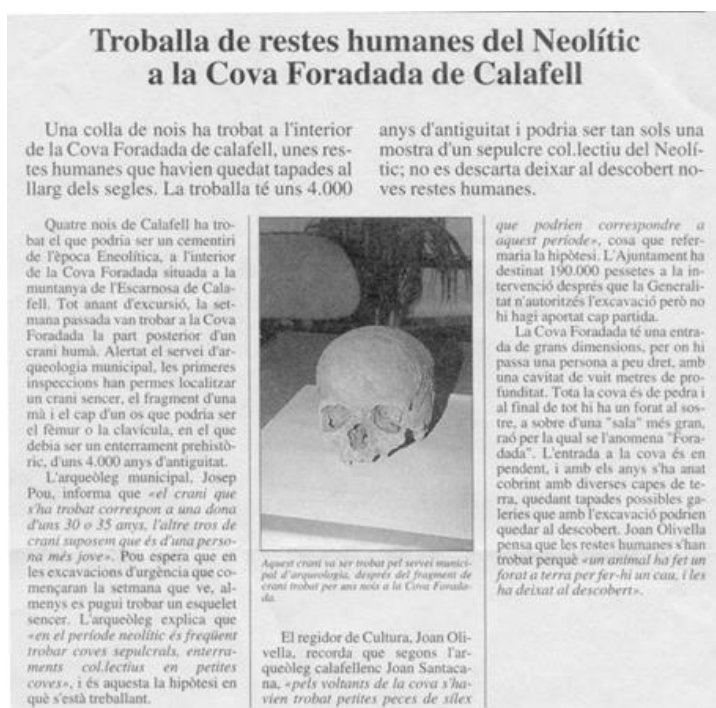 Troballa de restes humanes del Neolític
a la Cova Foradada de Calafell
Una colla de nois ha trobat a l'interior
de la Cova Foradada de calafell, unes res-
tes humanes que havien quedat tapades al
llarg dels segles. La troballa té uns 4.000
anys d'antiguitat i podria ser tan sols una
mostra d'un sepulcre col.lectiu del Neolí-
tic; no es descarta deixar al descobert no-
ves restes humanes.
Quatre nois de Calafell ha tro-
bat el que podria ser un cementiri
de l'època Eneolítica, a l'interior
de la Cova Foradada situada a la
muntanya de l'Escarnosa de Cala-
fell. Tot anant d'excursió, la set-
mana passada van trobar a la Cova
Foradada la part posterior d'un
crani humà. Alertat el servei d'ar-
queologia municipal, les primeres
inspeccions han permes localitzar
un crani sencer, el fragment d'una
mà i el cap d'un os que podria ser
el fèmur o la clavícula, en el que
debia ser un enterrament prehistò-
ric, d'uns 4.000 anys d'antiguitat.
L'arqueòleg municipal, Josep
Pou, informa que «el crani que
s'ha trobat correspon a una dona
d'uns 30 o 35 anys, l'altre tros de
crani suposem que és d'una perso-
na més jove». Pou espera que en
les excavacions d'urgència que co-
mençaran la setmana que ve, al-
menys es pugui trobar un esquelet
sencer. L'arqueòleg explica que
«en el període neolític és freqüent
trobar coves sepulcrals, enterra-
ments col.lectius en petites
coves», i és aquesta la hipòtesi en
què s'està treballant.
Aquest crani va ser trobat pel servei munici-
pal d'arqueologia, després del fragment de
crani trobat per uns nois a la Cova Forada-
da.
El regidor de Cultura, Joan Oli-
vella, recorda que segons l'ar-
queòleg calafellenc Joan Santaca-
na, «pels voltants de la cova s'ha-
vien trobat petites peces de sílex
que podrien correspondre a
aquest període», cosa que refer-
maria la hipòtesi. L'Ajuntament ha
destinat 190.000 pessetes a la in-
tervenció després que la Generali-
tat n'autoritzés l'excavació però no
hi hagi aportat cap partida.
La Cova Foradada té una entra-
da de grans dimensions, per on hi
passa una persona a peu dret, amb
una cavitat de vuit metres de pro-
funditat. Tota la cova és de pedra i
al final de tot hi ha un forat al sos-
tre, a sobre d'una "sala" més gran,
raó per la qual se l'anomena "Fora-
dada". L'entrada a la cova és en
pendent, i amb els anys s'ha anat
cobrint amb diverses capes de te-
rra, quedant tapades possibles ga-
leries que amb l'excavació podrien
quedar al descobert. Joan Olivella
pensa que les restes humanes s'han
trobat perquè «un animal ha fet un
forat a terra per fer-hi un cau, i les
ha deixat al descobert».